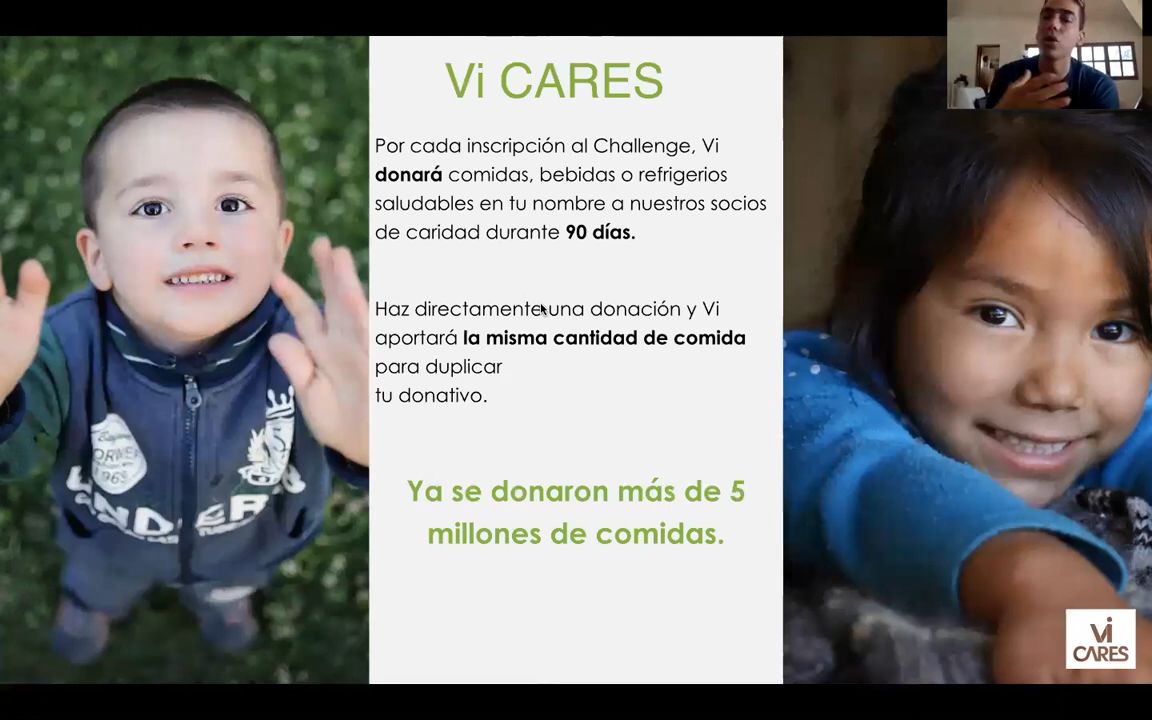 Vi CARES
Por cada inscripción al Challenge, Vi
donará comidas, bebidas o refrigerios
saludables en tu nombre a nuestros socios
de caridad durante 90 días.
Haz directamente una donación y Vi
aportará la misma cantidad de comida
para duplicar
tu donativo.
Ya se donaron más de 5
millones de comidas.
Vi
CARES